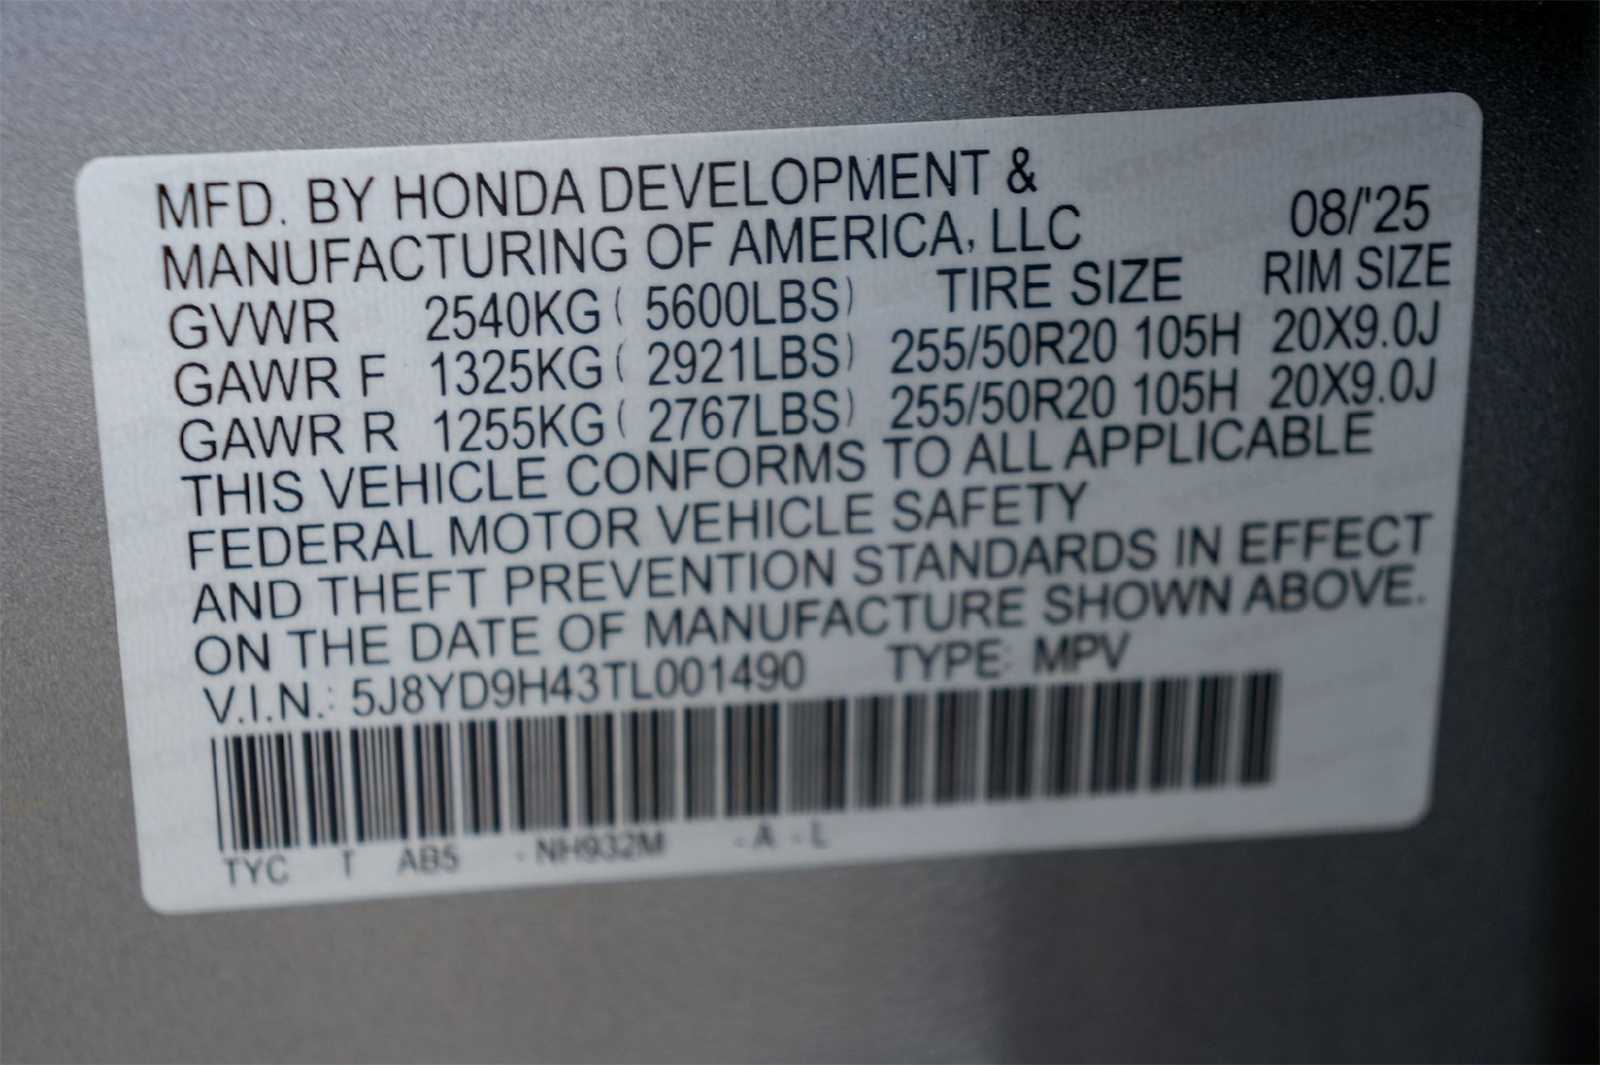 MFD. BY HONDA DEVELOPMENT &
MANUFACTURING OF AMERICA, LLC 08/'25
GVWR 2540KG ( 5600LBS) TIRE SIZE RIM SIZE
GAWR F 1325KG ( 2921LBS) 255/50R20 105H 20X9.0J
GAWR R 1255KG ( 2767LBS) 255/50R20 105H 20X9.0J
THIS VEHICLE CONFORMS TO ALL APPLICABLE
FEDERAL MOTOR VEHICLE SAFETY
AND THEFT PREVENTION STANDARDS IN EFFECT
ON THE DATE OF MANUFACTURE SHOWN ABOVE.
V.I.N.: 5J8YD9H43TL001490 TYPE: MPV
TYC T AB5 - NH932M - A - L